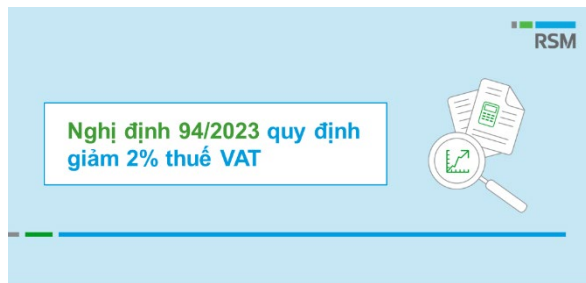 RSM
Nghị định 94/2023 quy định
giảm 2% thuế VAT